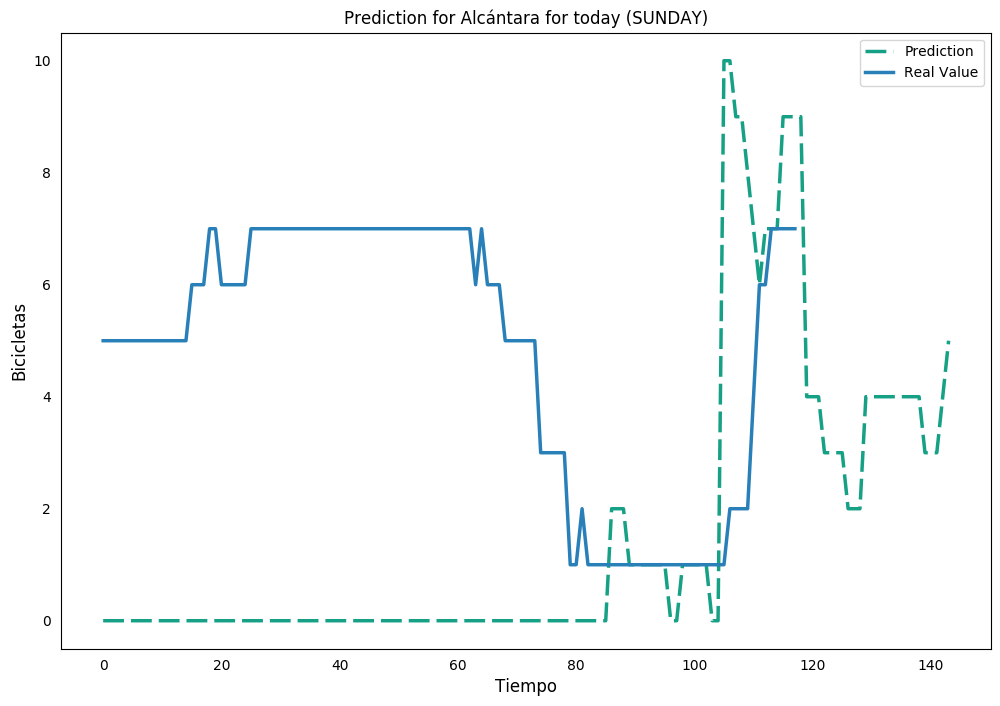 Prediction for Alcántara for today (SUNDAY)
Prediction
Real Value
Bicicletas
10
8
6
4
2
0
0 20 40 60 80 100 120 140
Tiempo